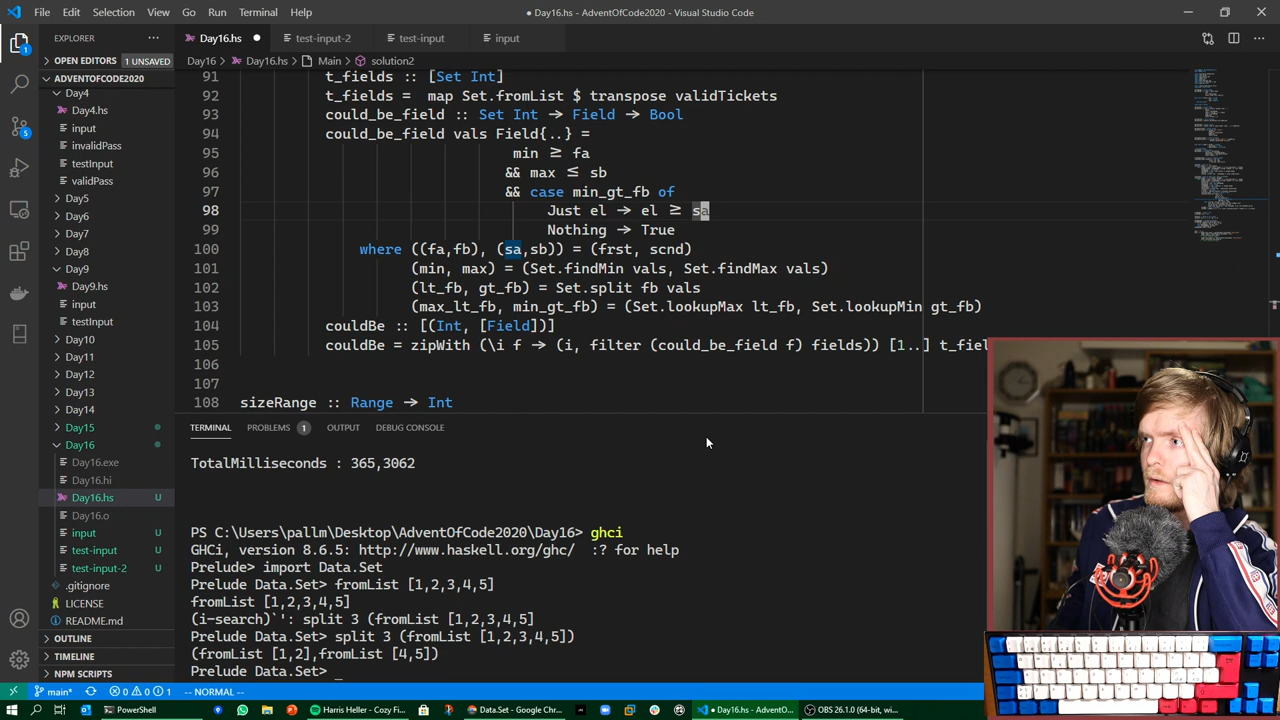 File Edit Selection View Go Run Terminal Help
● Day16.hs - AdventOfCode2020 - Visual Studio Code
EXPLORER
Day16.hs ● test-input-2 test-input input
OPEN EDITORS 1 UNSAVED
Day16 > Day16.hs > Main > solution2
ADVENTOFCODE2020
Day4
Day4.hs
input
invalidPass
testInput
validPass
Day5
Day6
Day7
Day8
Day9
Day9.hs
input
testInput
Day10
Day11
Day12
Day13
Day14
Day15
Day16
Day16.exe
Day16.hi
Day16.hs U
Day16.o
input U
test-input U
test-input-2 U
.gitignore
LICENSE
README.md
OUTLINE
TIMELINE
NPM SCRIPTS
91 t_fields :: [Set Int]
92 t_fields = map Set.fromList $ transpose validTickets
93 could_be_field :: Set Int → Field → Bool
94 could_be_field vals Field{..} =
95 min ≥ fa
96 && max ≤ sb
97 && case min_gt_fb of
98 Just el → el ≥ sa
99 Nothing → True
100 where ((fa,fb), (sa,sb)) = (frst, scnd)
101 (min, max) = (Set.findMin vals, Set.findMax vals)
102 (lt_fb, gt_fb) = Set.split fb vals
103 (max_lt_fb, min_gt_fb) = (Set.lookupMax lt_fb, Set.lookupMin gt_fb)
104 couldBe :: [(Int, [Field])]
105 couldBe = zipWith (\i f → (i, filter (could_be_field f) fields)) [1..] t_fiel
106
107
108 sizeRange :: Range → Int
TERMINAL PROBLEMS 1 OUTPUT DEBUG CONSOLE
TotalMilliseconds : 365,3062
PS C:\Users\pallm\Desktop\AdventOfCode2020\Day16> ghci
GHCi, version 8.6.5: http://www.haskell.org/ghc/ :? for help
Prelude> import Data.Set
Prelude Data.Set> fromList [1,2,3,4,5]
fromList [1,2,3,4,5]
(i-search)`': split 3 (fromList [1,2,3,4,5]
Prelude Data.Set> split 3 (fromList [1,2,3,4,5])
(fromList [1,2],fromList [4,5])
Prelude Data.Set> _
main* 0 0 1 -- NORMAL --
PowerShell
Harris Heller - Cozy Fi...
Data.Set - Google Chr...
● Day16.hs - AdventO...
OBS 26.1.0 (64-bit, wi...